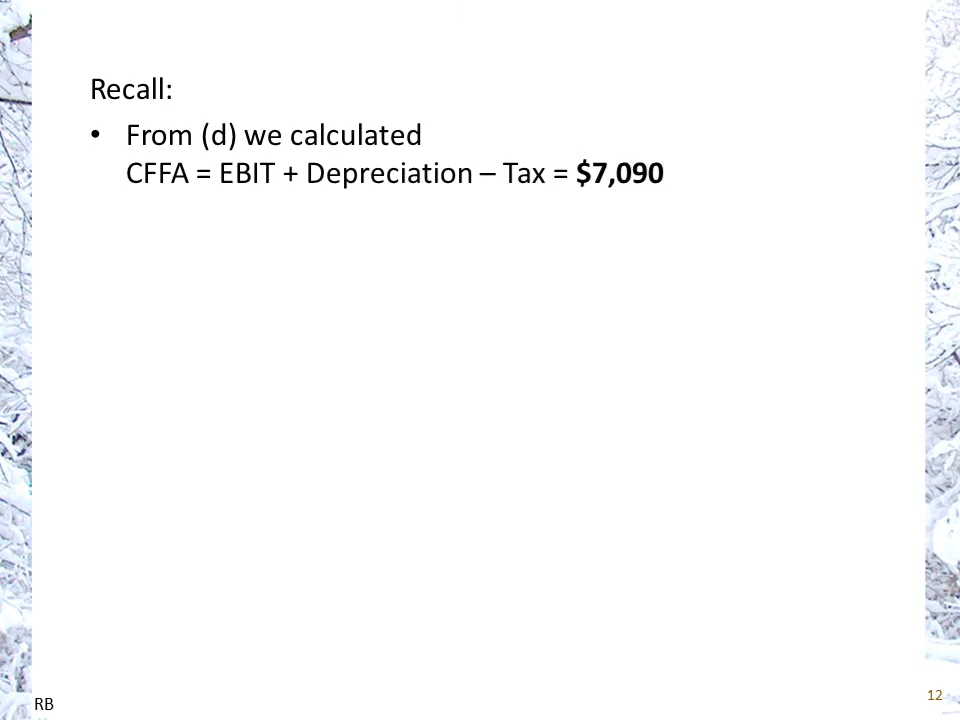 Recall:
• From (d) we calculated
CFFA = EBIT + Depreciation – Tax = $7,090
12
RB